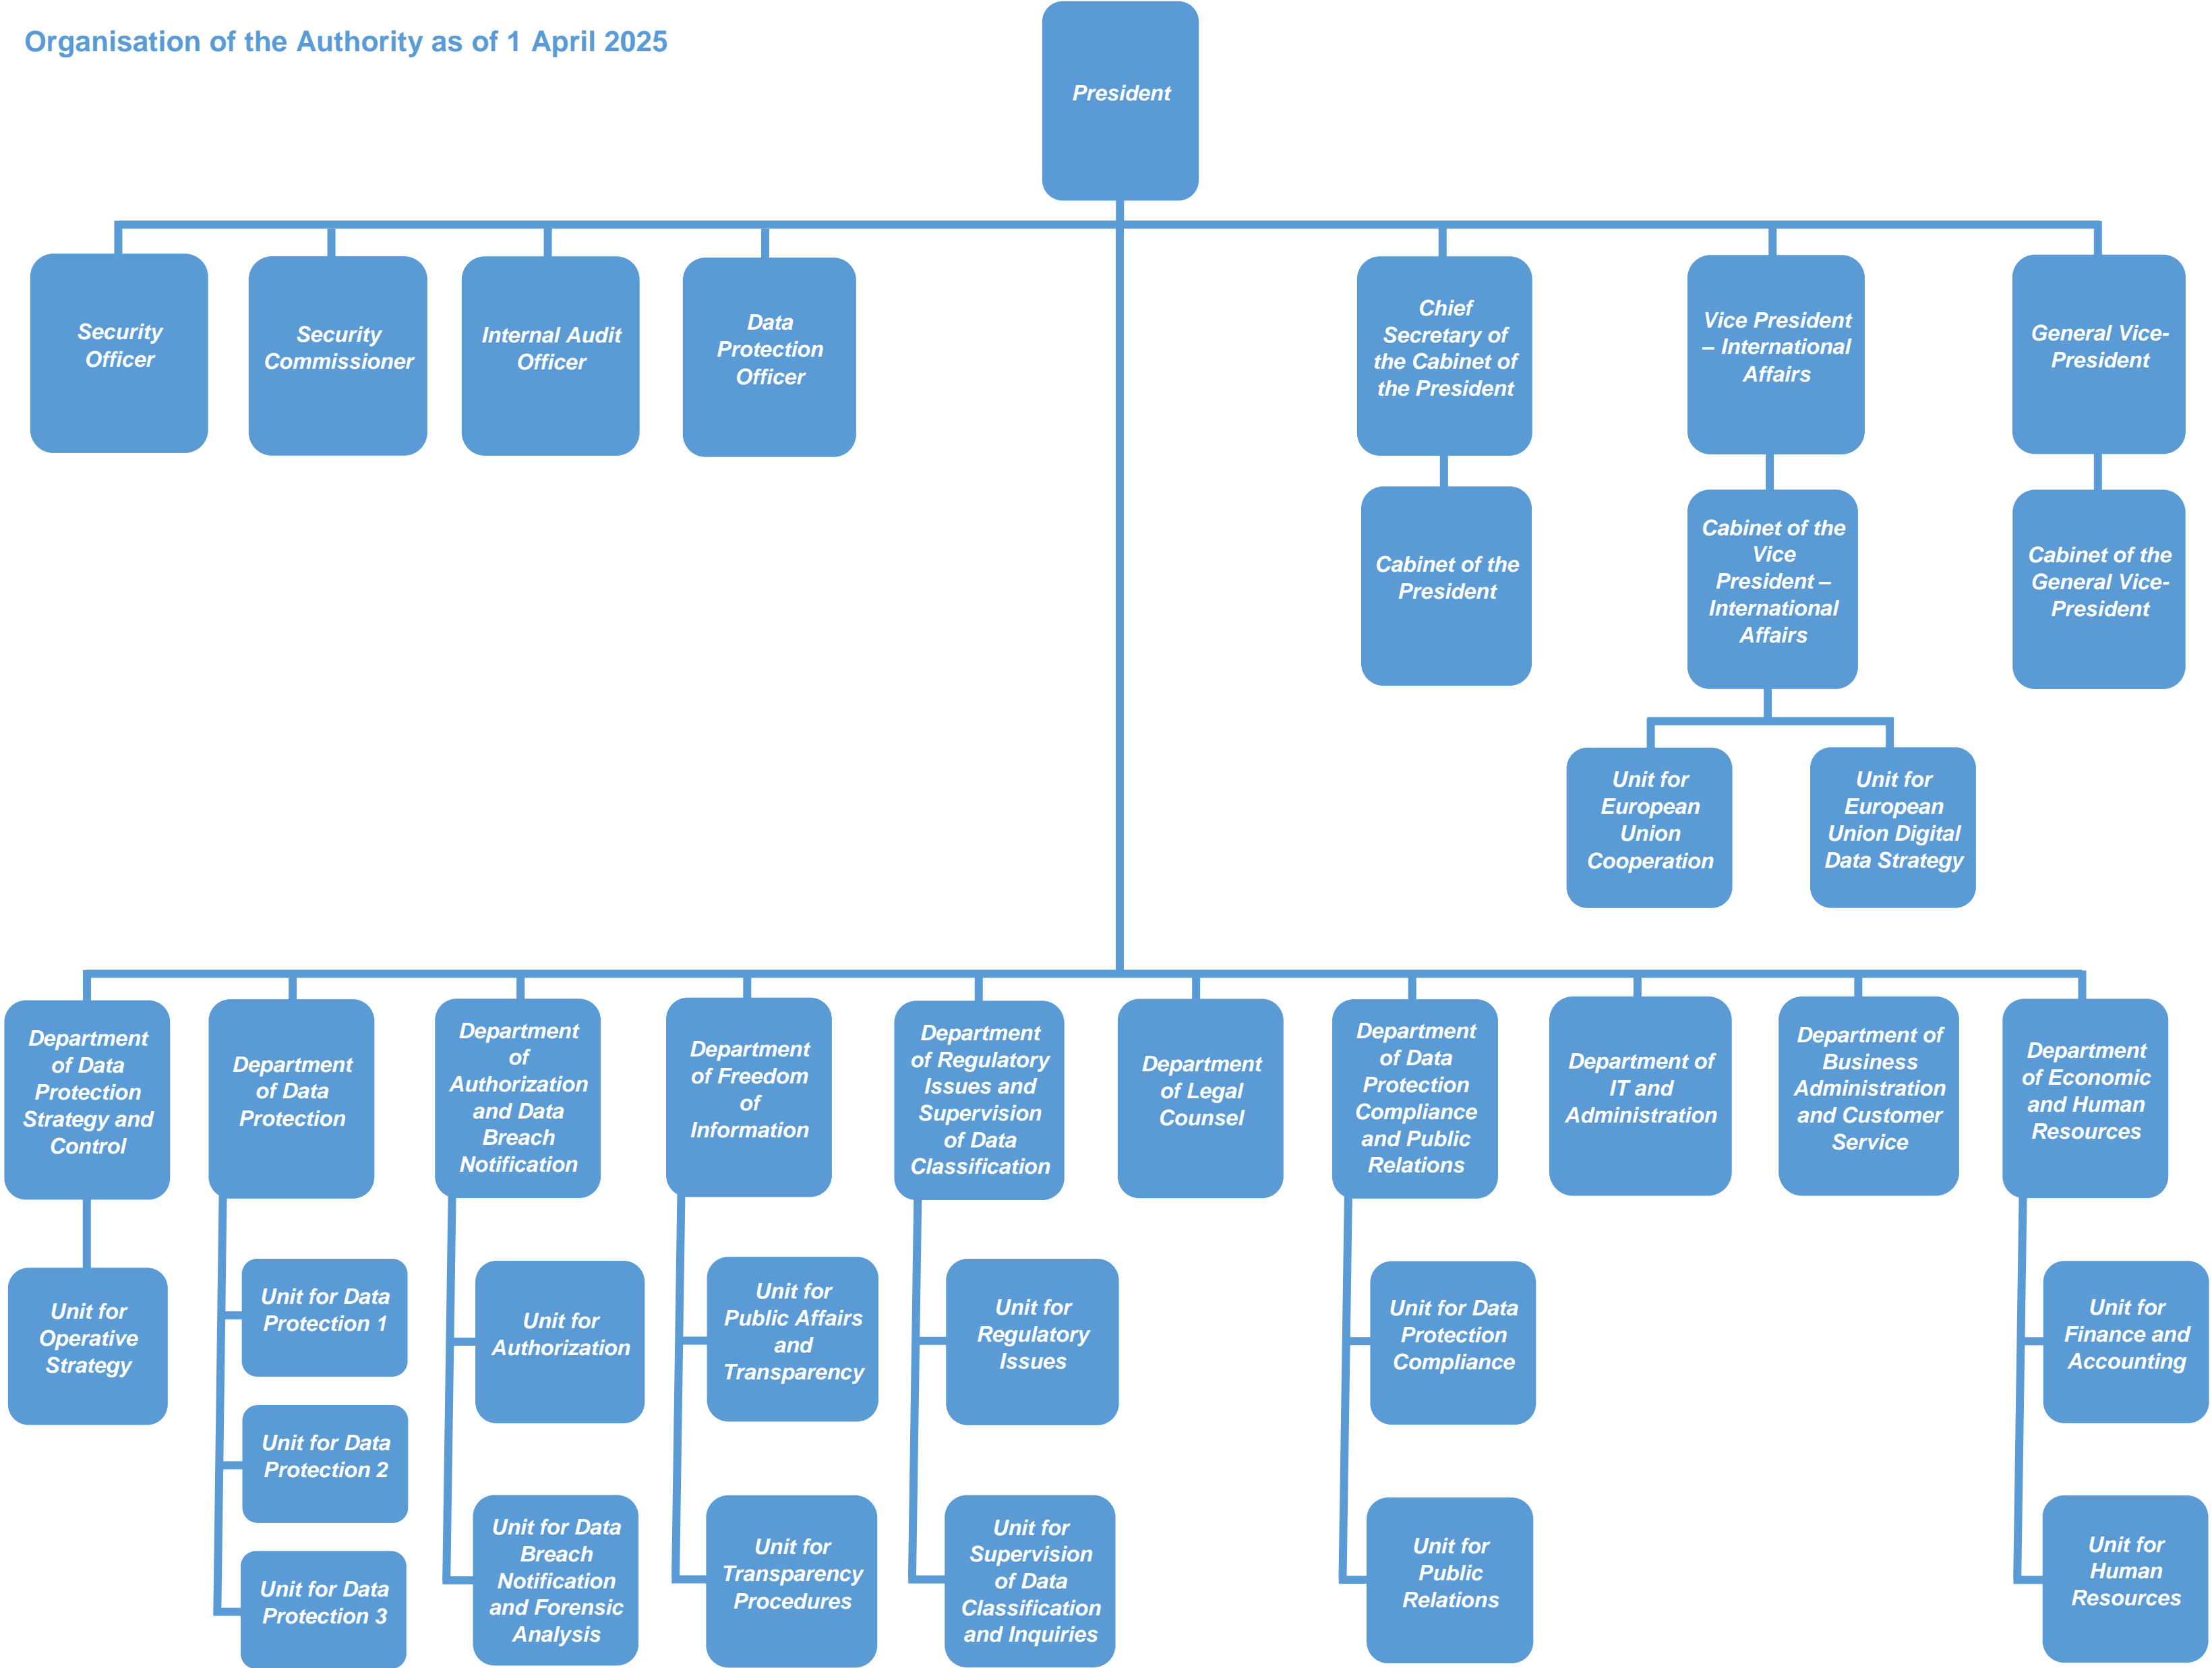 Organisation of the Authority as of 1 April 2025
President
Security
Officer
Security
Commissioner
Internal Audit
Officer
Data
Protection
Officer
Chief
Secretary of
the Cabinet of
the President
Vice President
– International
Affairs
General Vice-
President
Cabinet of the
President
Cabinet of the
Vice
President –
International
Affairs
Cabinet of the
General Vice-
President
Unit for
European
Union
Cooperation
Unit for
European
Union Digital
Data Strategy
Department
of Data
Protection
Strategy and
Control
Department
of Data
Protection
Department
of
Authorization
and Data
Breach
Notification
Department
of Freedom
of
Information
Department
of Regulatory
Issues and
Supervision
of Data
Classification
Department
of Legal
Counsel
Department
of Data
Protection
Compliance
and Public
Relations
Department of
IT and
Administration
Department of
Business
Administration
and Customer
Service
Department
of Economic
and Human
Resources
Unit for
Operative
Strategy
Unit for Data
Protection 1
Unit for Data
Protection 2
Unit for Data
Protection 3
Unit for
Authorization
Unit for Data
Breach
Notification
and Forensic
Analysis
Unit for
Public Affairs
and
Transparency
Unit for
Transparency
Procedures
Unit for
Regulatory
Issues
Unit for
Supervision
of Data
Classification
and Inquiries
Unit for Data
Protection
Compliance
Unit for
Public
Relations
Unit for
Finance and
Accounting
Unit for
Human
Resources